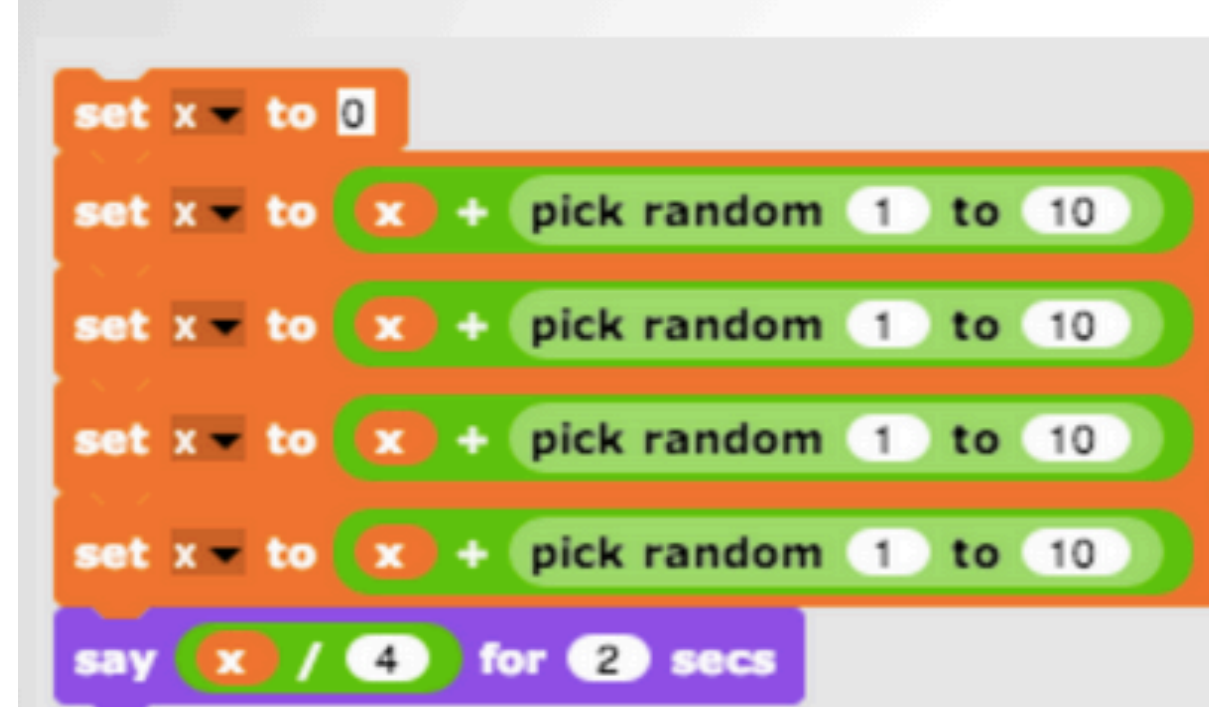 set x to 0
set x to x + pick random 1 to 10
set x to x + pick random 1 to 10
set x to x + pick random 1 to 10
set x to x + pick random 1 to 10
say x / 4 for 2 secs